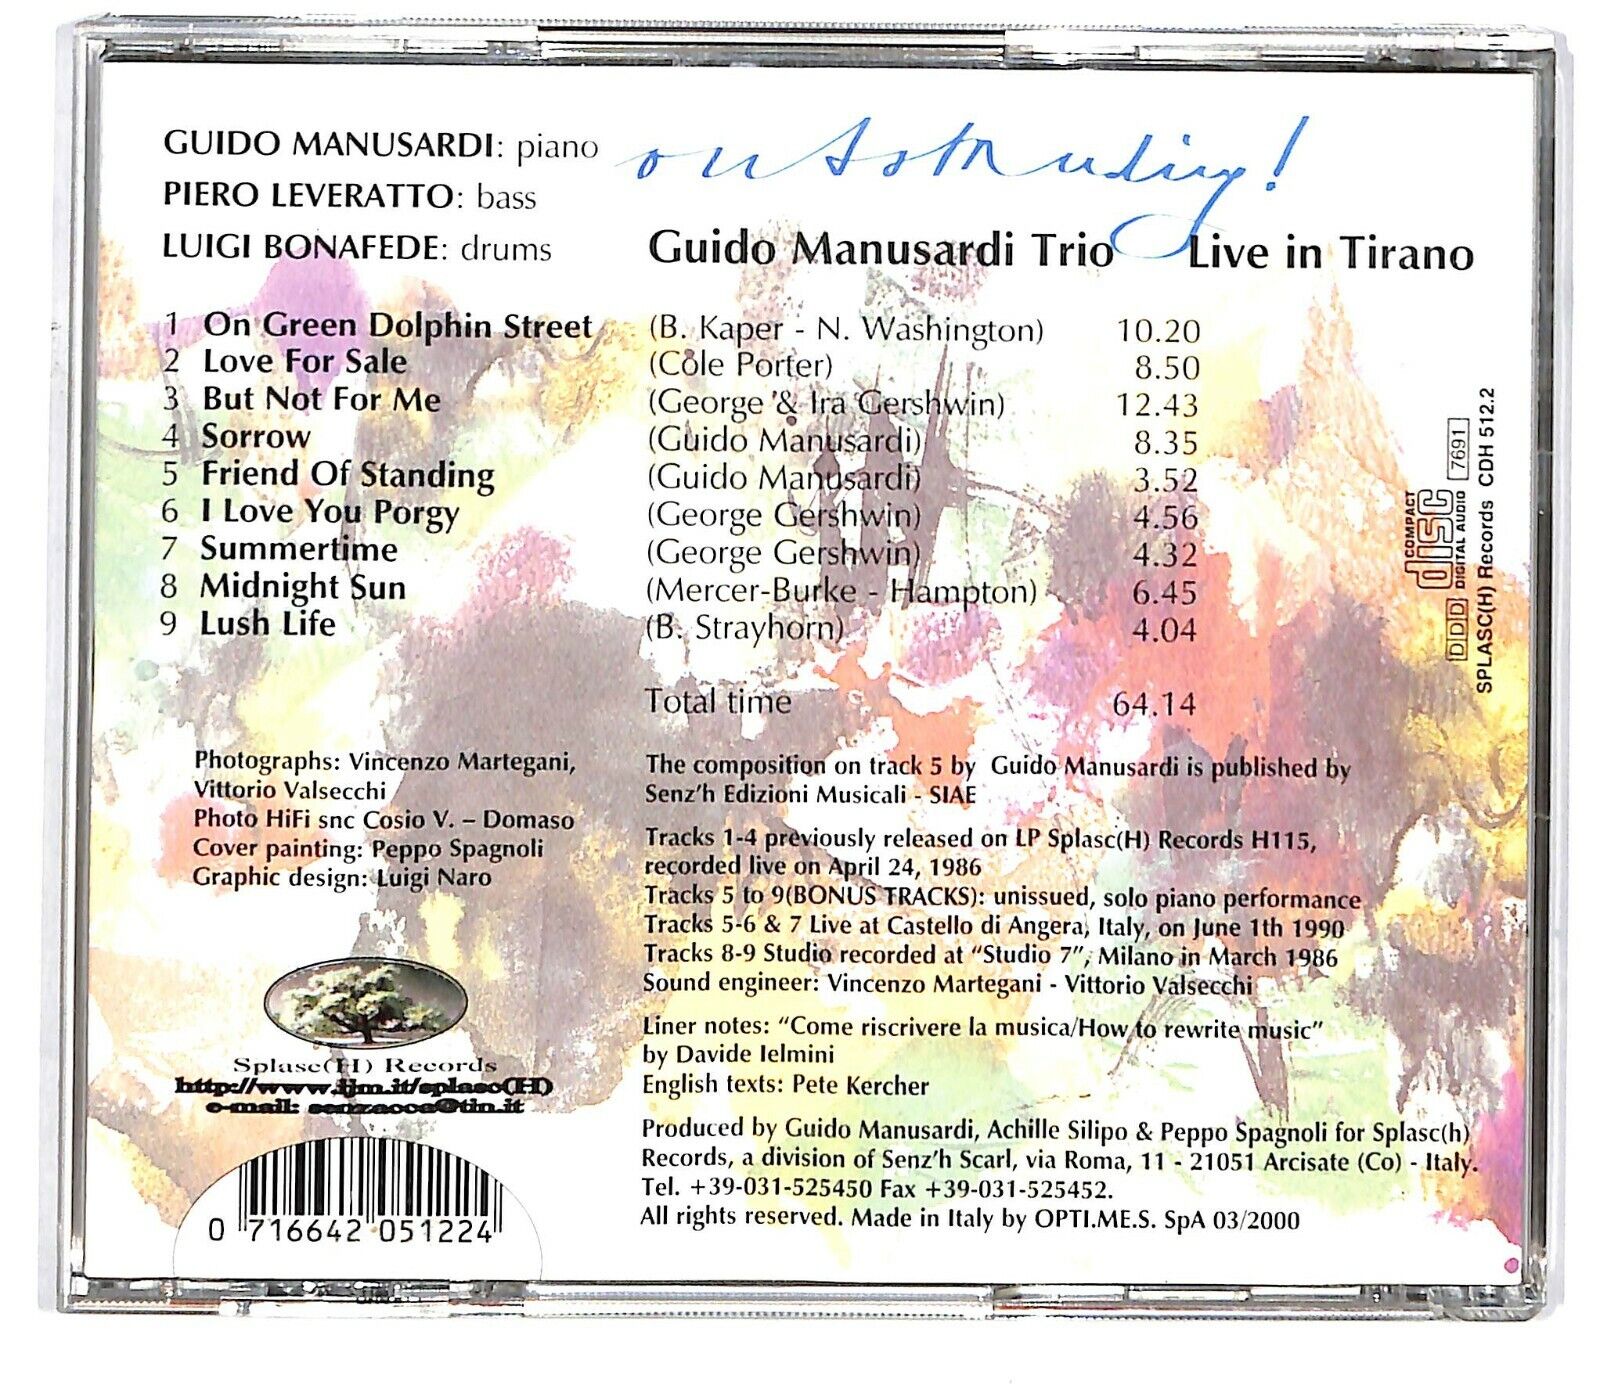 GUIDO MANUSARDI: piano
outstanding!
PIERO LEVERATTO: bass
LUIGI BONAFEDE: drums
Guido Manusardi Trio Live in Tirano
1 On Green Dolphin Street (B. Kaper - N. Washington) 10.20
2 Love For Sale (Cole Porter) 8.50
3 But Not For Me (George & Ira Gershwin) 12.43
4 Sorrow (Guido Manusardi) 8.35
5 Friend Of Standing (Guido Manusardi) 3.52
6 I Love You Porgy (George Gershwin) 4.56
7 Summertime (George Gershwin) 4.32
8 Midnight Sun (Mercer-Burke - Hampton) 6.45
9 Lush Life (B. Strayhorn) 4.04
Total time 64.14
COMPACT
disc
DIGITAL AUDIO
DDD
7691
SPLASC(H) Records CDH 512.2
Photographs: Vincenzo Martegani,
Vittorio Valsecchi
Photo HiFi snc Cosio V. – Domaso
Cover painting: Peppo Spagnoli
Graphic design: Luigi Naro
The composition on track 5 by Guido Manusardi is published by
Senz'h Edizioni Musicali - SIAE
Tracks 1-4 previously released on LP Splasc(H) Records H115,
recorded live on April 24, 1986
Tracks 5 to 9(BONUS TRACKS): unissued, solo piano performance
Tracks 5-6 & 7 Live at Castello di Angera, Italy, on June 1th 1990
Tracks 8-9 Studio recorded at "Studio 7", Milano in March 1986
Sound engineer: Vincenzo Martegani - Vittorio Valsecchi
Liner notes: "Come riscrivere la musica/How to rewrite music"
by Davide Ielmini
English texts: Pete Kercher
Splasc(H) Records
http://www.ijm.it/splasc(H)
e-mail: senzacca@tin.it
Produced by Guido Manusardi, Achille Silipo & Peppo Spagnoli for Splasc(h)
Records, a division of Senz'h Scarl, via Roma, 11 - 21051 Arcisate (Co) - Italy.
Tel. +39-031-525450 Fax +39-031-525452.
All rights reserved. Made in Italy by OPTI.ME.S. SpA 03/2000
0 716642 051224